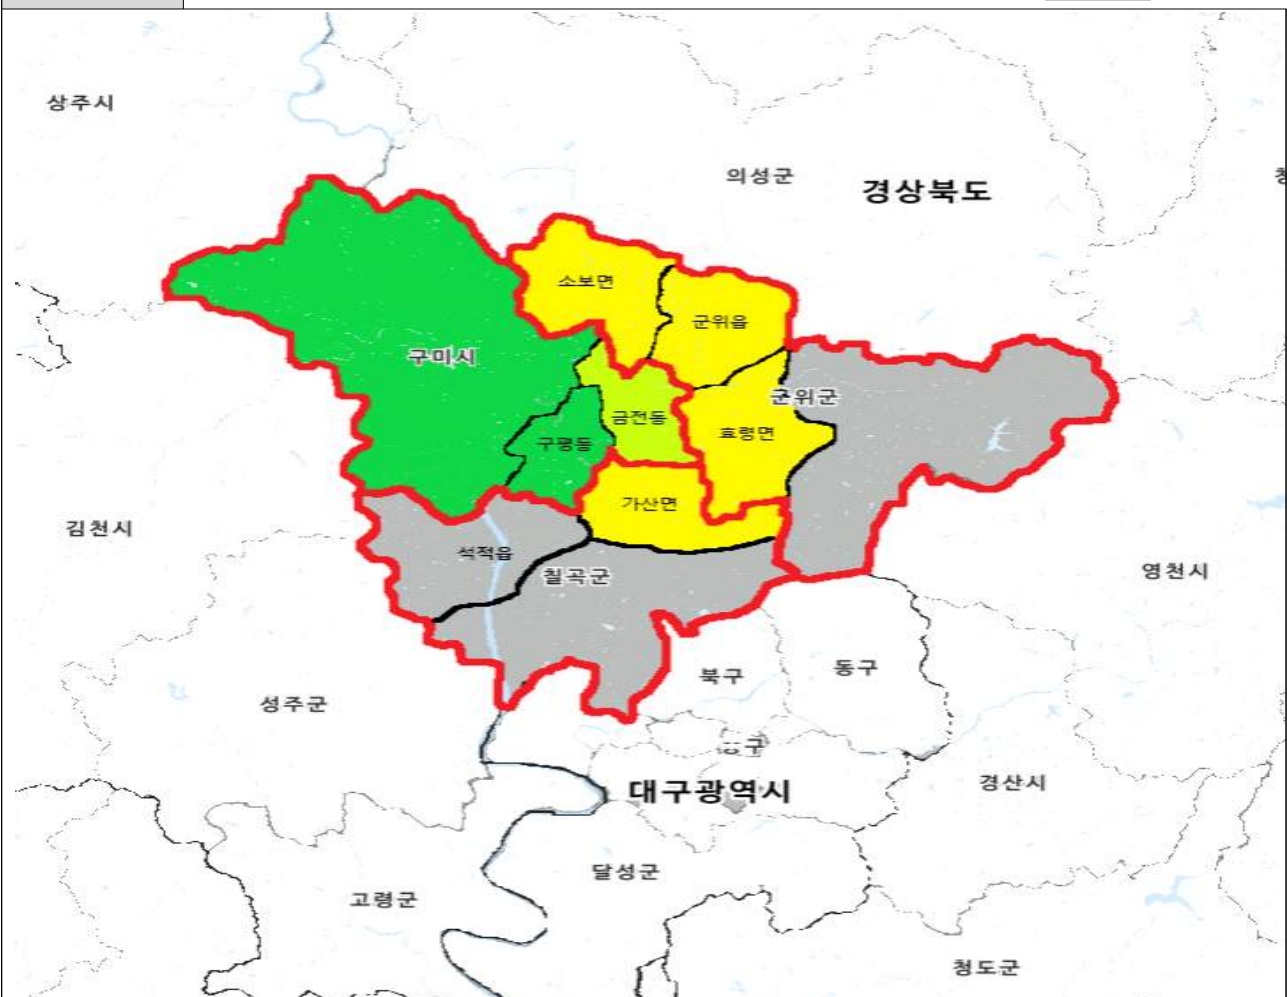 상주시
의성군
경상북도
소보면
군위읍
구미시
군위군
금전동
효령면
구평동
가산면
김천시
석적읍
칠곡군
영천시
북구
동구
성주군
대구광역시
경산시
달성군
고령군
청도군